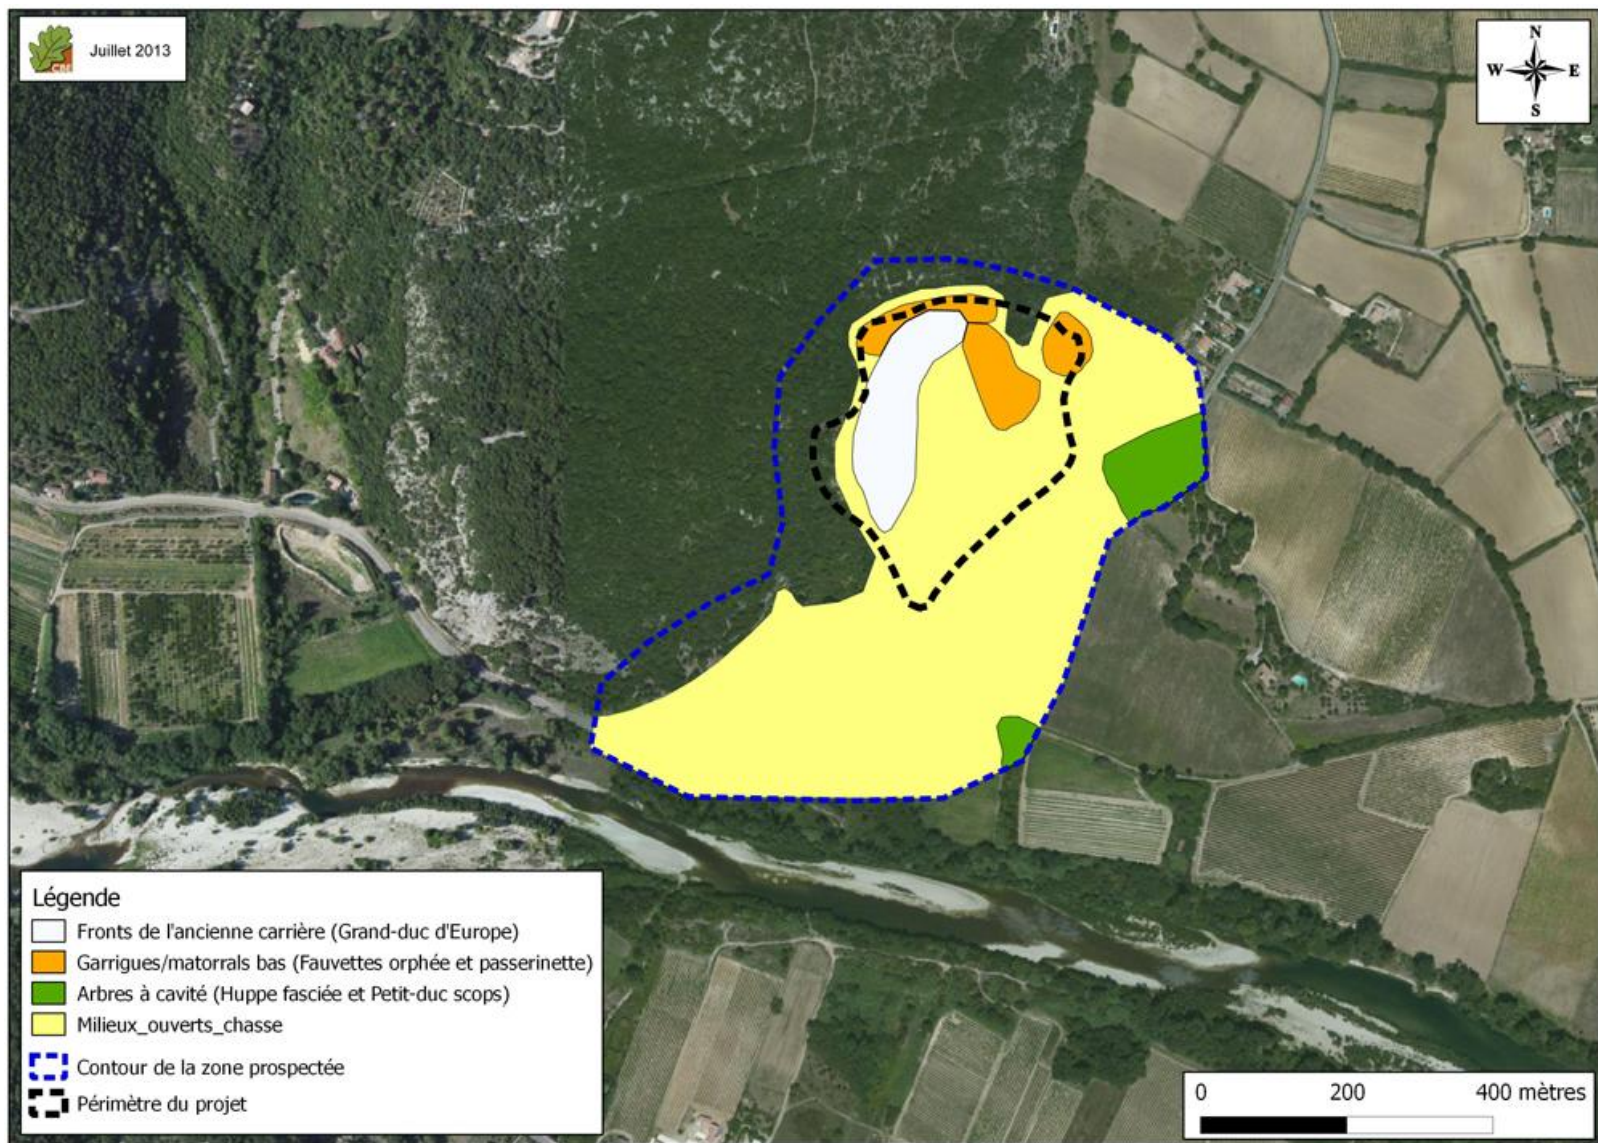 CBE
Juillet 2013
N
W E
S
Légende
Fronts de l'ancienne carrière (Grand-duc d'Europe)
Garrigues/matorrals bas (Fauvettes orphée et passerinette)
Arbres à cavité (Huppe fasciée et Petit-duc scops)
Milieux_ouverts_chasse
Contour de la zone prospectée
Périmètre du projet
0 200 400 mètres